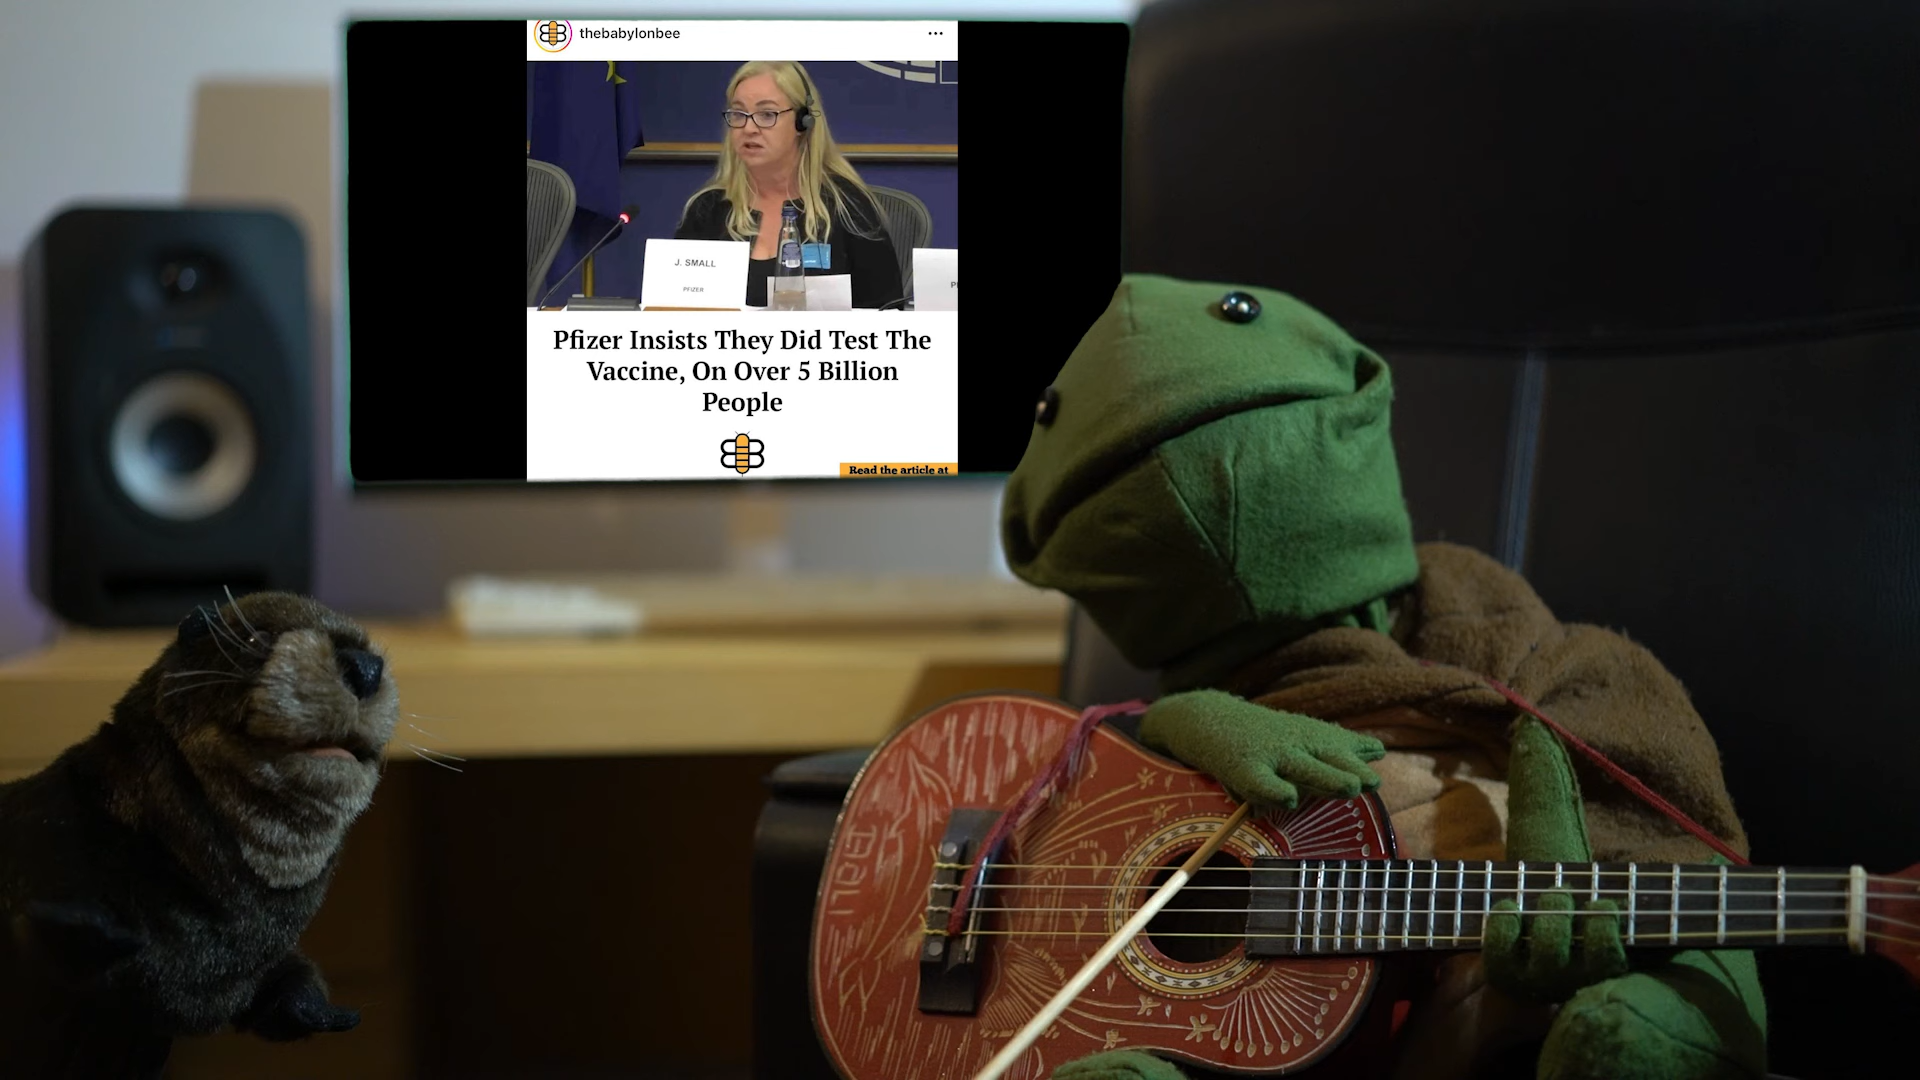 thebabylonbee
J. SMALL
PFIZER
Pfizer Insists They Did Test The
Vaccine, On Over 5 Billion
People
Read the article at
BALI